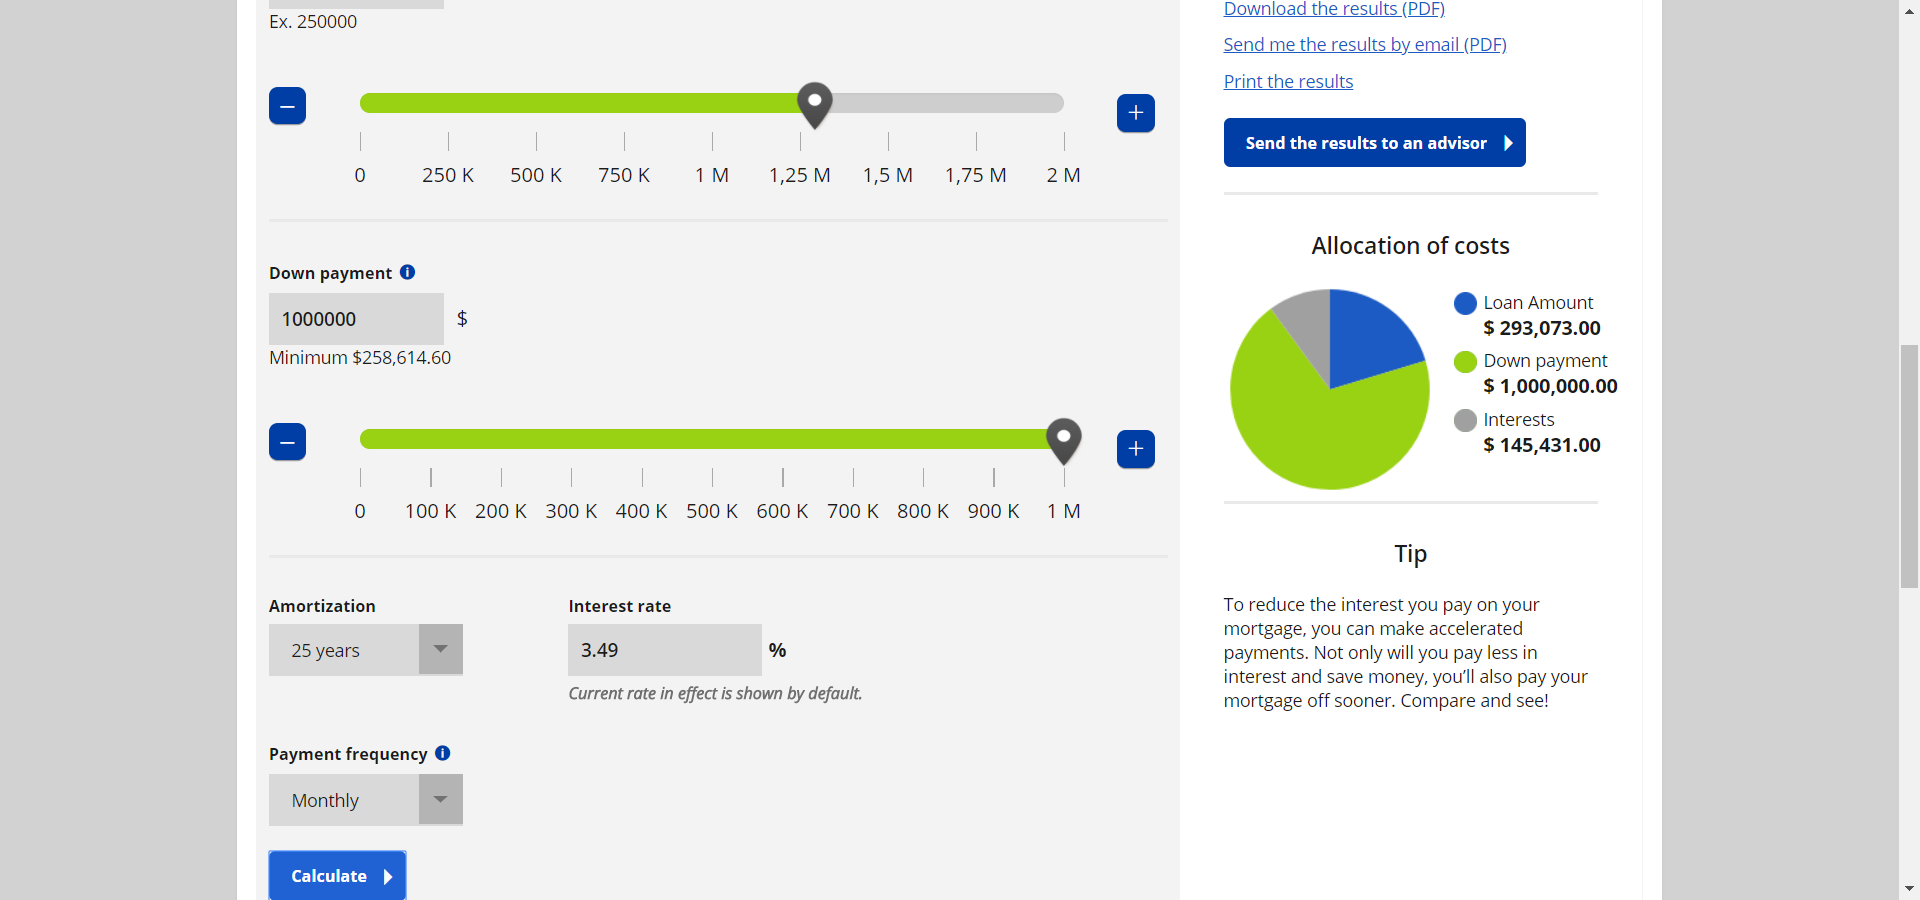 Ex. 250000
0 250 K 500 K 750 K 1 M 1,25 M 1,5 M 1,75 M 2 M
Down payment
1000000 $
Minimum $258,614.60
0 100 K 200 K 300 K 400 K 500 K 600 K 700 K 800 K 900 K 1 M
Amortization
25 years
Interest rate
3.49 %
Current rate in effect is shown by default.
Payment frequency
Monthly
Calculate
Download the results (PDF)
Send me the results by email (PDF)
Print the results
Send the results to an advisor
Allocation of costs
Loan Amount
$ 293,073.00
Down payment
$ 1,000,000.00
Interests
$ 145,431.00
Tip
To reduce the interest you pay on your
mortgage, you can make accelerated
payments. Not only will you pay less in
interest and save money, you’ll also pay your
mortgage off sooner. Compare and see!